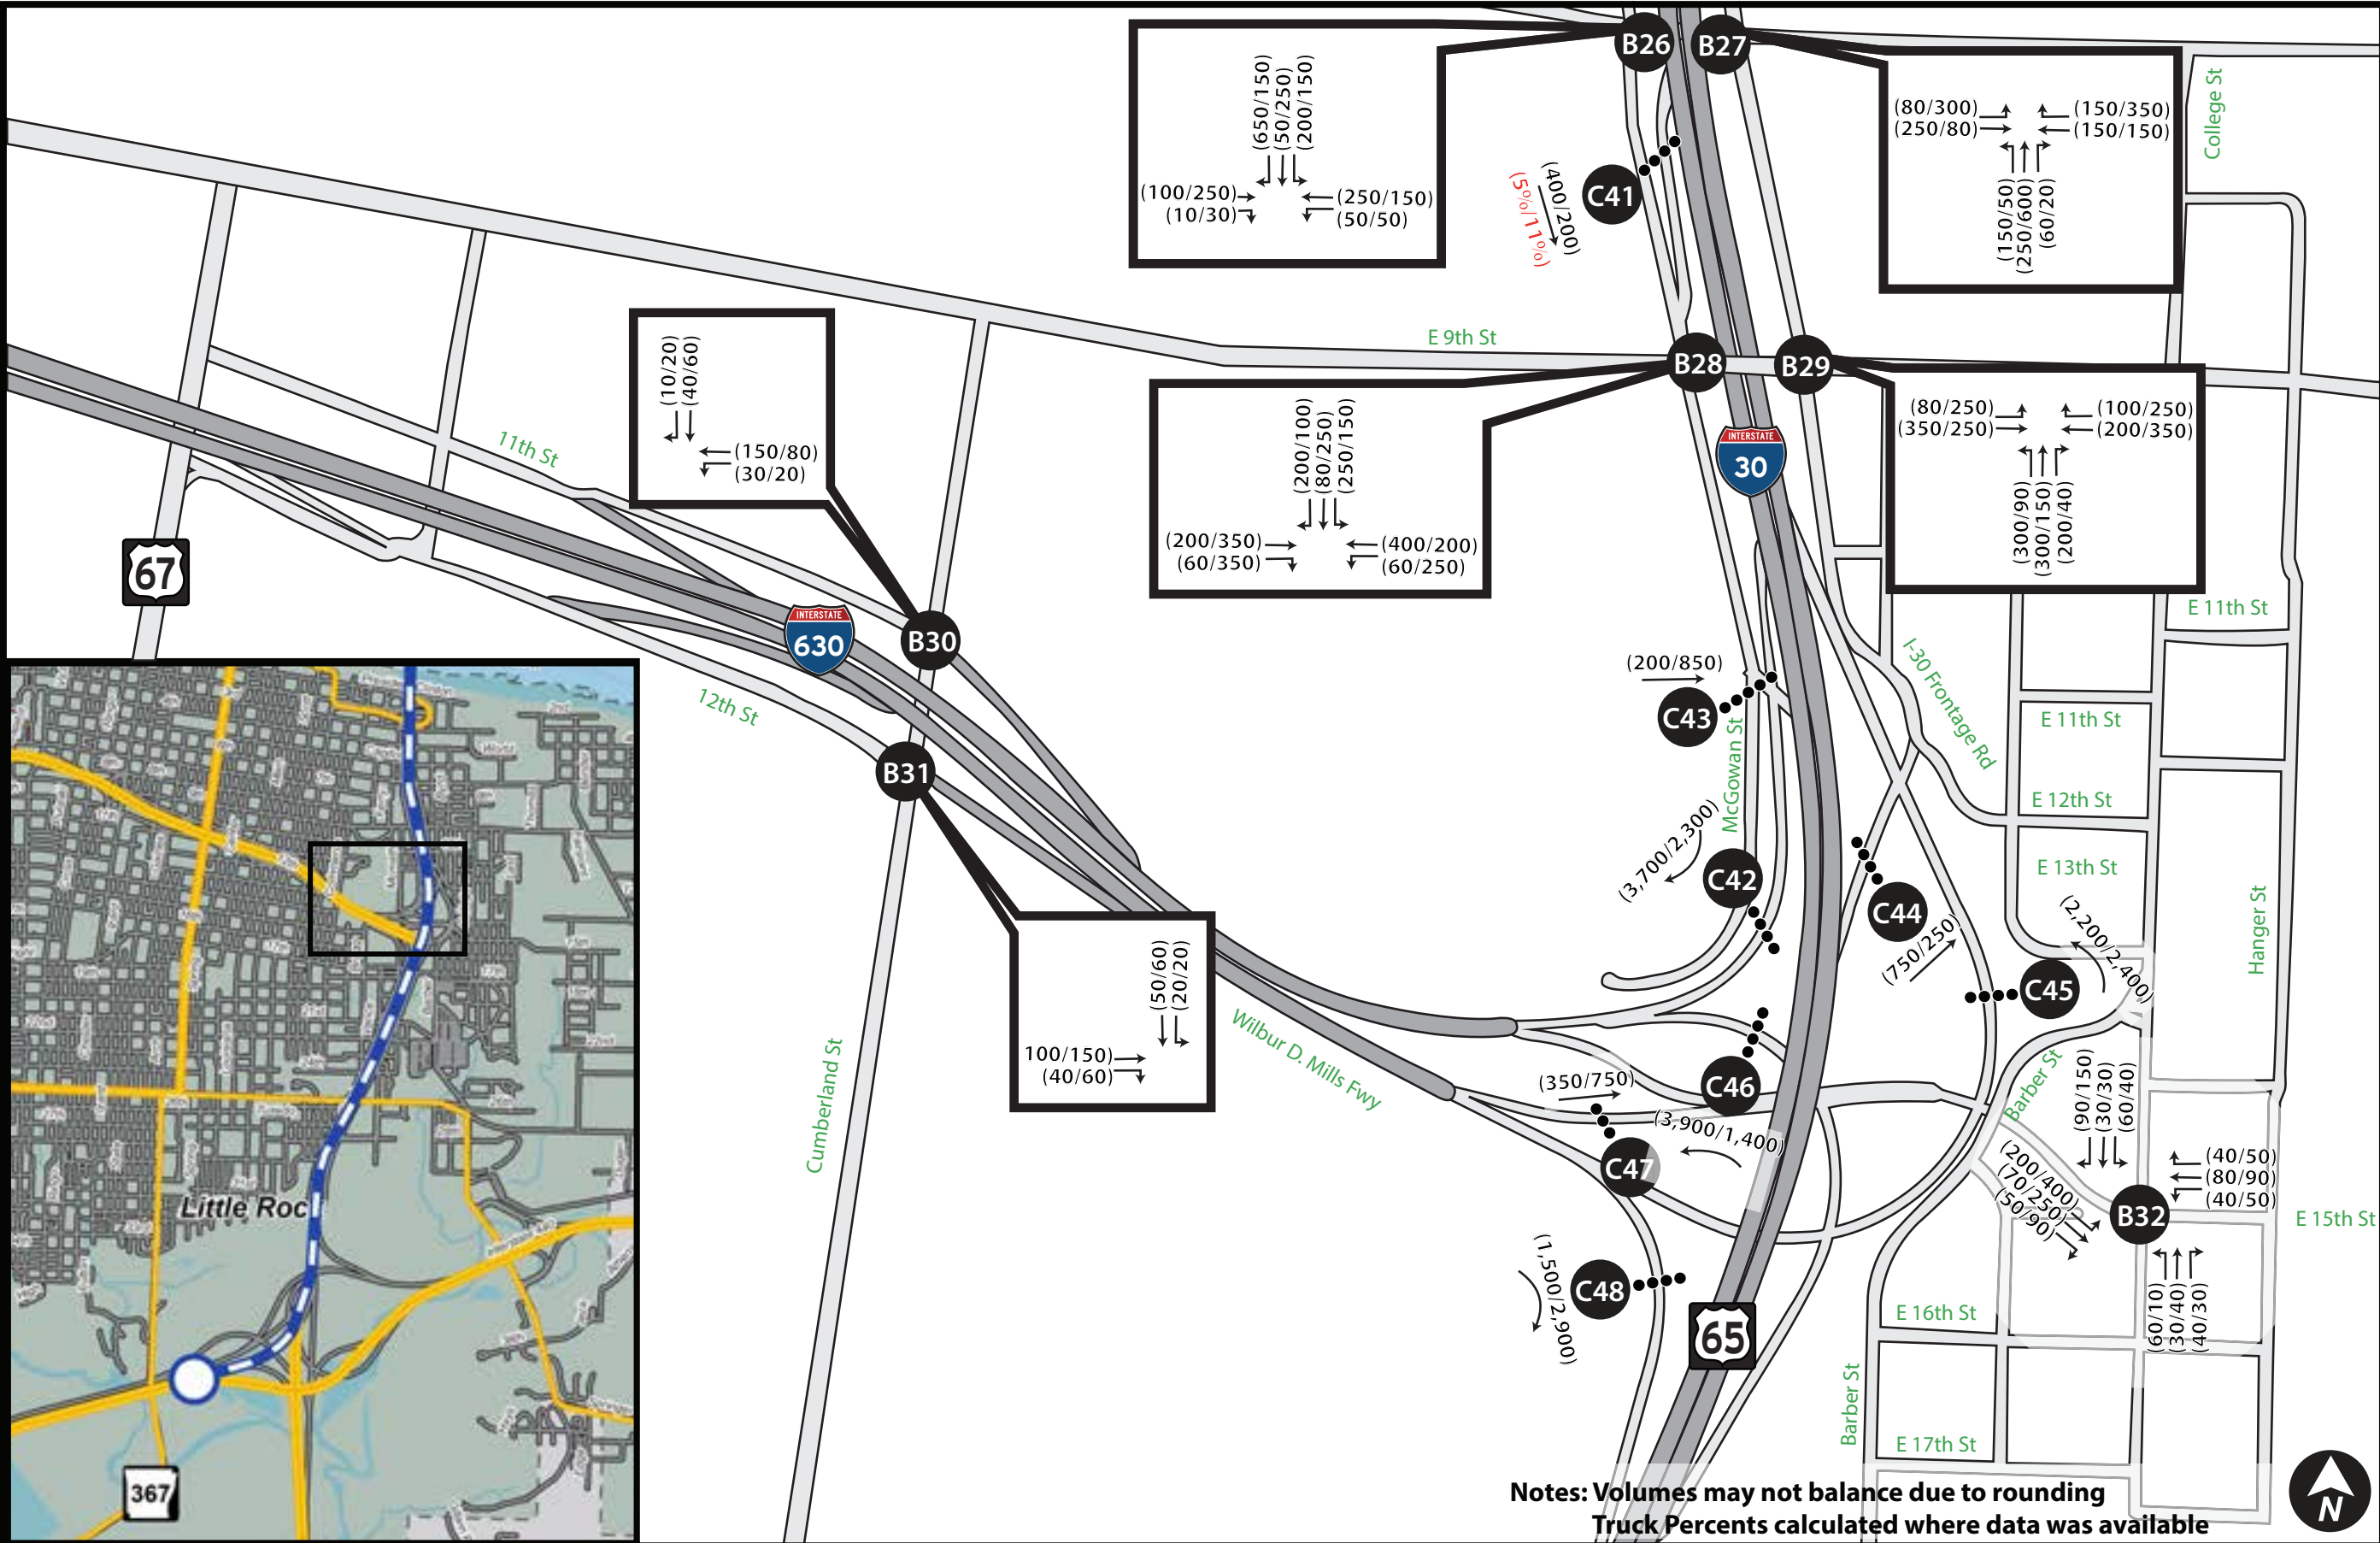 B26
B27
(650/150)
(50/250)
(200/150)
(100/250)
(10/30)
(250/150)
(50/50)
(80/300)
(250/80)
(150/350)
(150/150)
(150/50)
(250/600)
(60/20)
College St
C41
(400/200)
(5%/11%)
E 9th St
B28
B29
(10/20)
(40/60)
(150/80)
(30/20)
(200/100)
(80/250)
(250/150)
(200/350)
(60/350)
(400/200)
(60/250)
(80/250)
(350/250)
(100/250)
(200/350)
(300/90)
(300/150)
(200/40)
INTERSTATE
30
11th St
67
INTERSTATE
630
B30
12th St
B31
E 11th St
I-30 Frontage Rd
E 11th St
(200/850)
C43
McGowan St
E 12th St
(3,700/2,300)
C42
E 13th St
C44
(750/250)
(2,200/2,400)
C45
Hanger St
(50/60)
(20/20)
100/150)
(40/60)
Wilbur D. Mills Fwy
Cumberland St
C46
(350/750)
(3,900/1,400)
C47
Barber St
(90/150)
(30/30)
(60/40)
(200/400)
(70/250)
(50/90)
(40/50)
(80/90)
(40/50)
B32
E 15th St
(60/10)
(30/40)
(40/30)
(1,500/2,900)
C48
65
E 16th St
Barber St
E 17th St
Little Roc
367
Notes: Volumes may not balance due to rounding
Truck Percents calculated where data was available
N